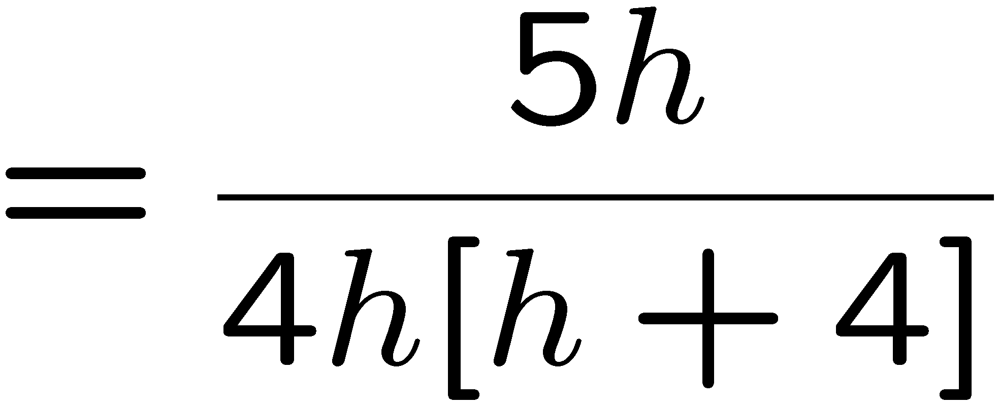 = 5h / 4h[h + 4]